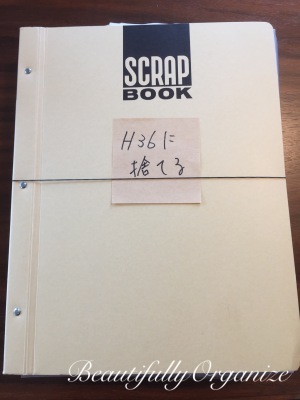 SCRAP
BOOK
H36に
捨てる
Beautifully Organize